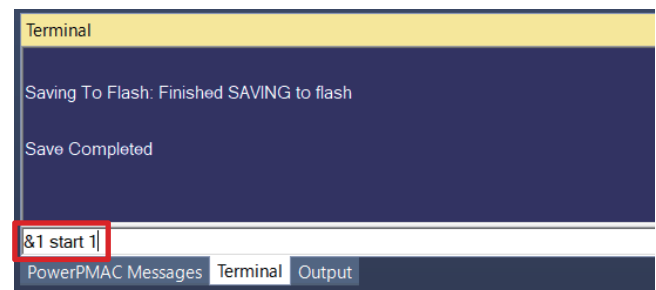 Terminal
Saving To Flash: Finished SAVING to flash
Save Completed
&1 start 1
PowerPMAC Messages Terminal Output